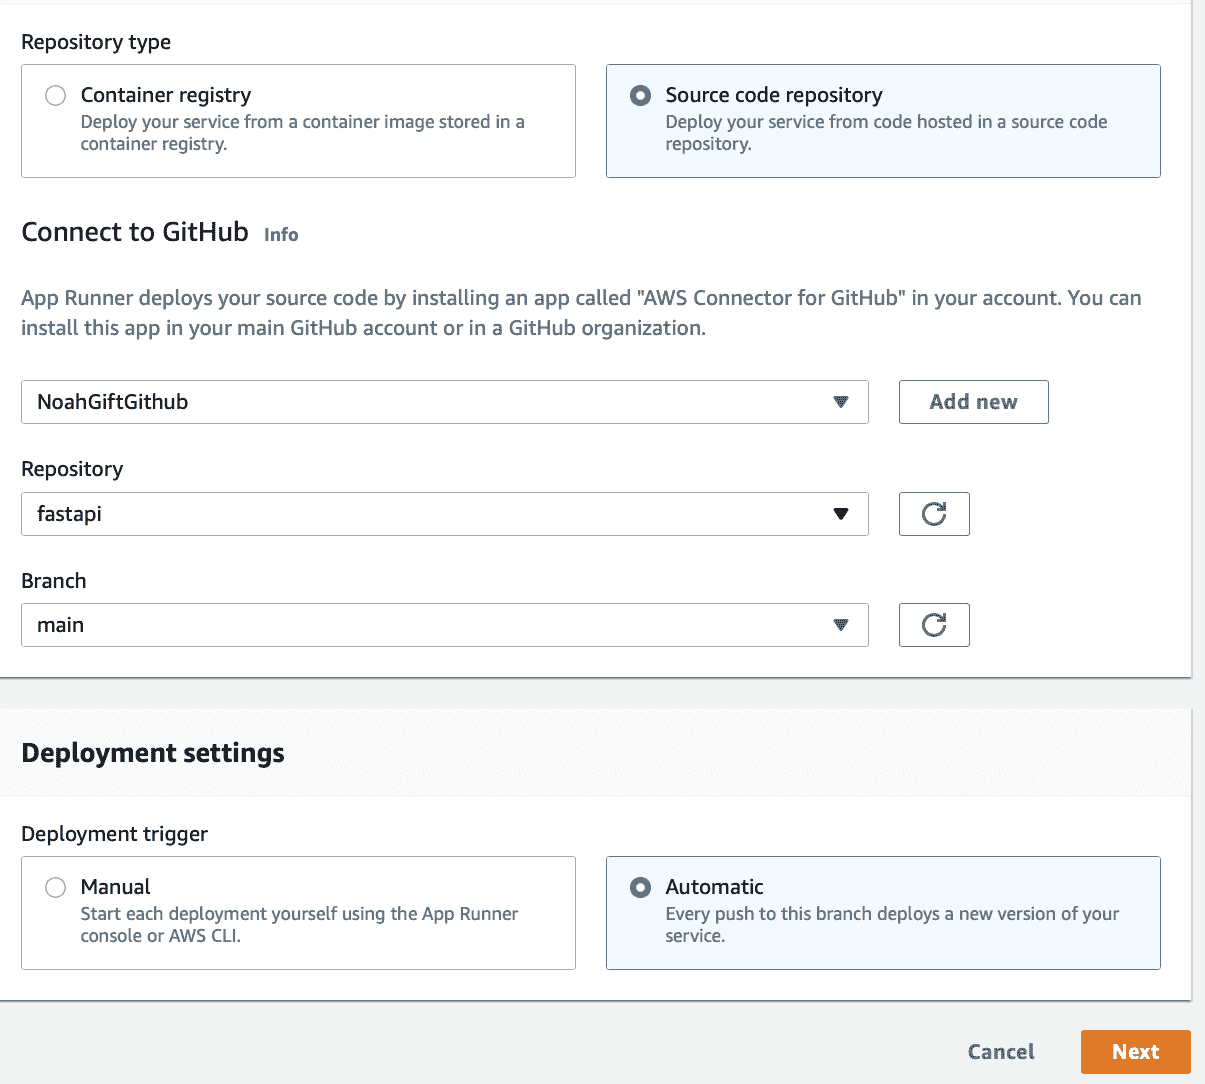 Repository type
Container registry
Deploy your service from a container image stored in a
container registry.
Source code repository
Deploy your service from code hosted in a source code
repository.
Connect to GitHub Info
App Runner deploys your source code by installing an app called "AWS Connector for GitHub" in your account. You can
install this app in your main GitHub account or in a GitHub organization.
NoahGiftGithub
Add new
Repository
fastapi
Branch
main
Deployment settings
Deployment trigger
Manual
Start each deployment yourself using the App Runner
console or AWS CLI.
Automatic
Every push to this branch deploys a new version of your
service.
Cancel
Next